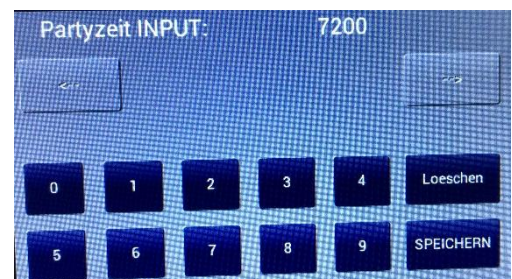 Partyzeit INPUT: 7200
<-- -->
0 1 2 3 4 Loeschen
5 6 7 8 9 SPEICHERN